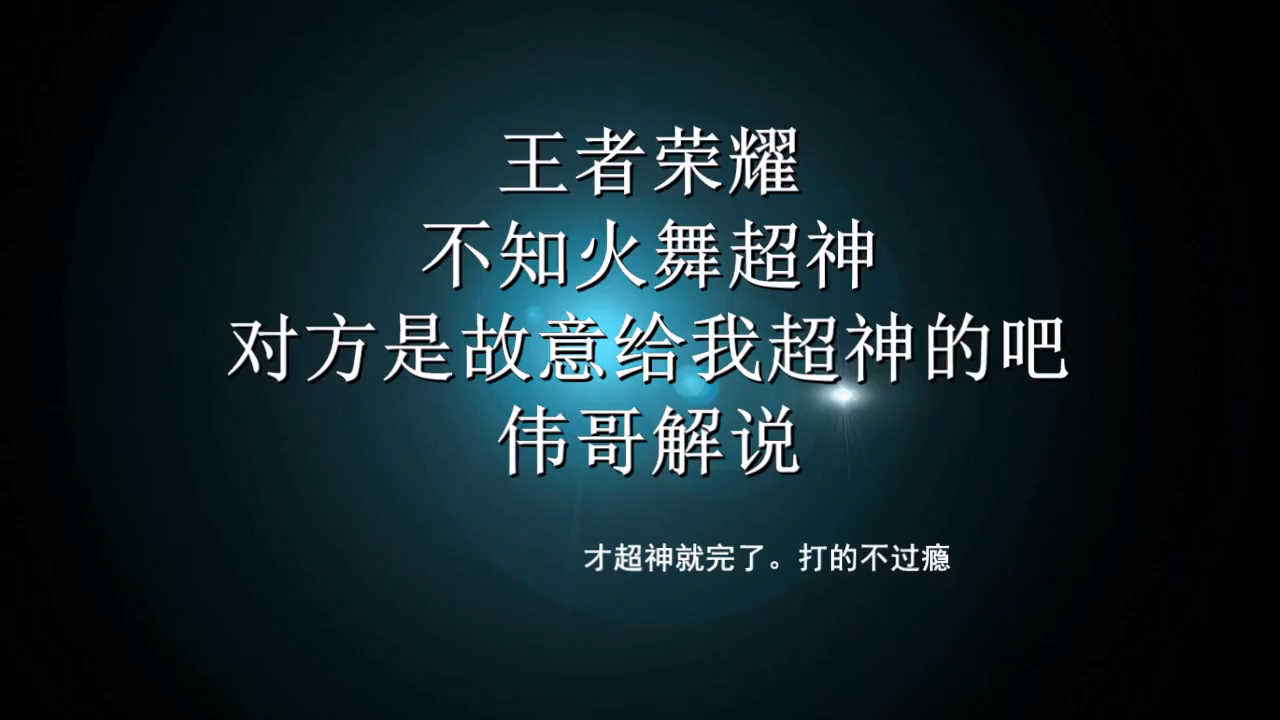 王者荣耀
不知火舞超神
对方是故意给我超神的吧
伟哥解说
才超神就完了。打的不过瘾